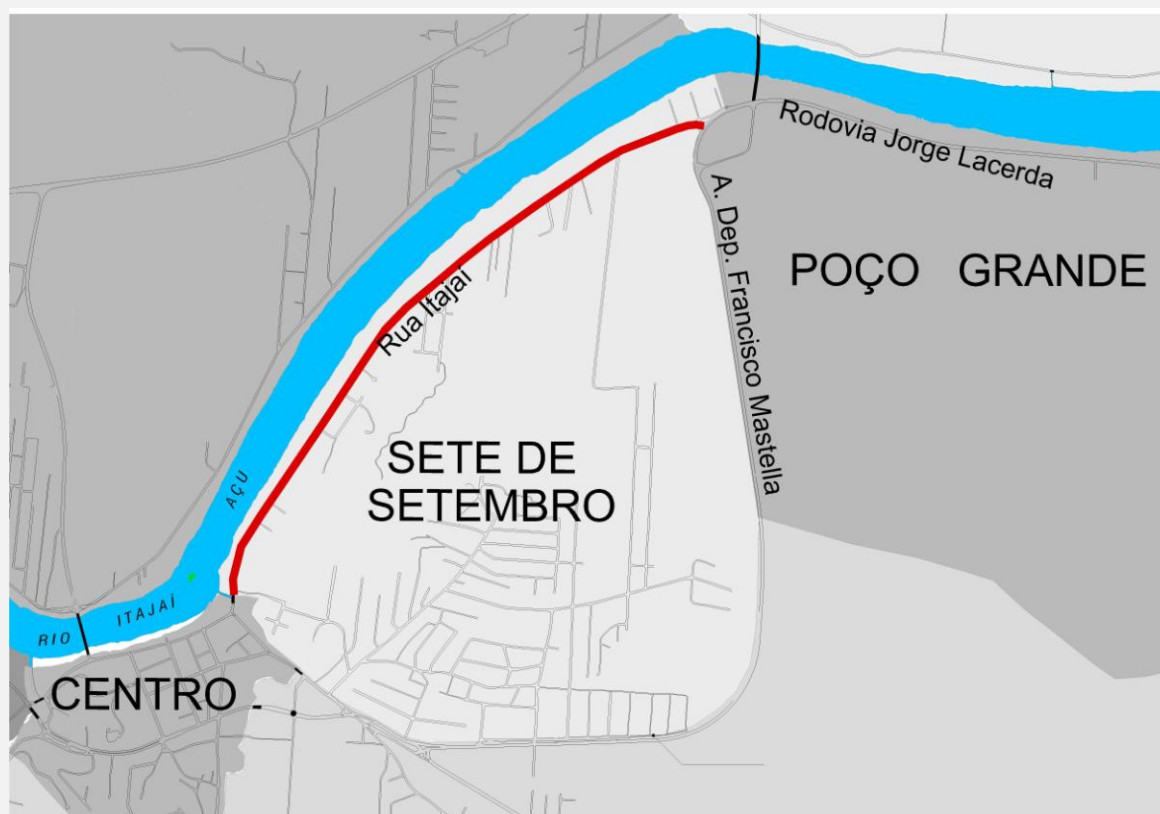 Rodovia Jorge Lacerda
A. Dep. Francisco Mastella
POÇO GRANDE
Rua Itajaí
SETE DE
SETEMBRO
AÇU
ITAJAÍ
RIO
CENTRO